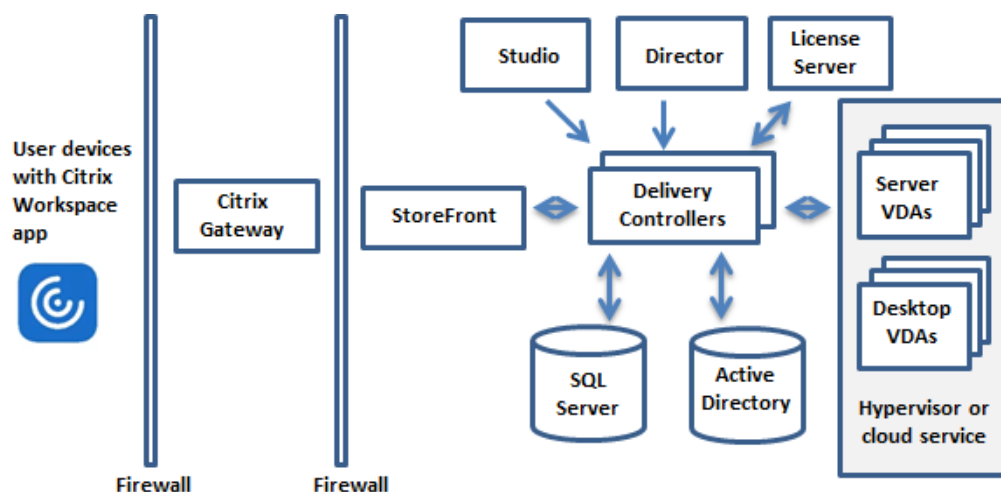 User devices
with Citrix
Workspace
app
Firewall
Citrix
Gateway
Firewall
StoreFront
Studio
Director
License
Server
Delivery
Controllers
SQL
Server
Active
Directory
Server
VDAs
Desktop
VDAs
Hypervisor or
cloud service